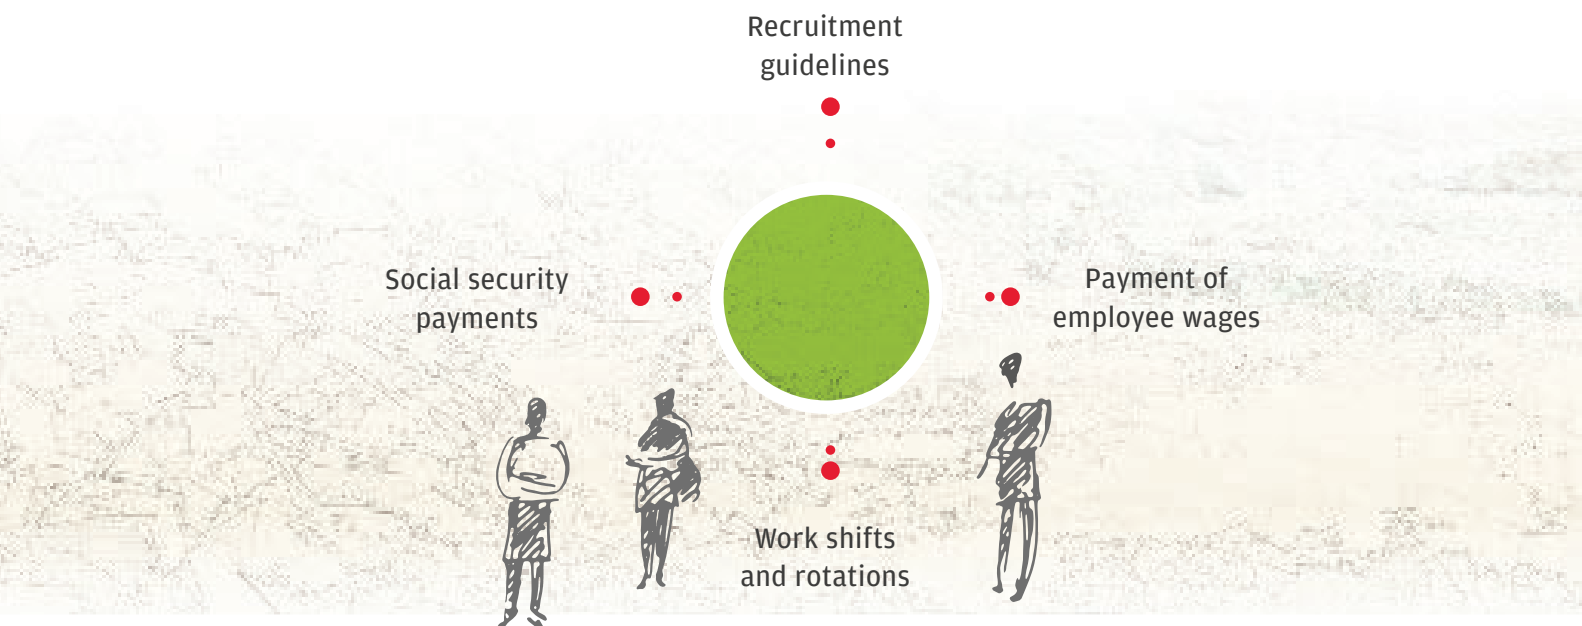 Recruitment
guidelines
Social security
payments
Payment of
employee wages
Work shifts
and rotations